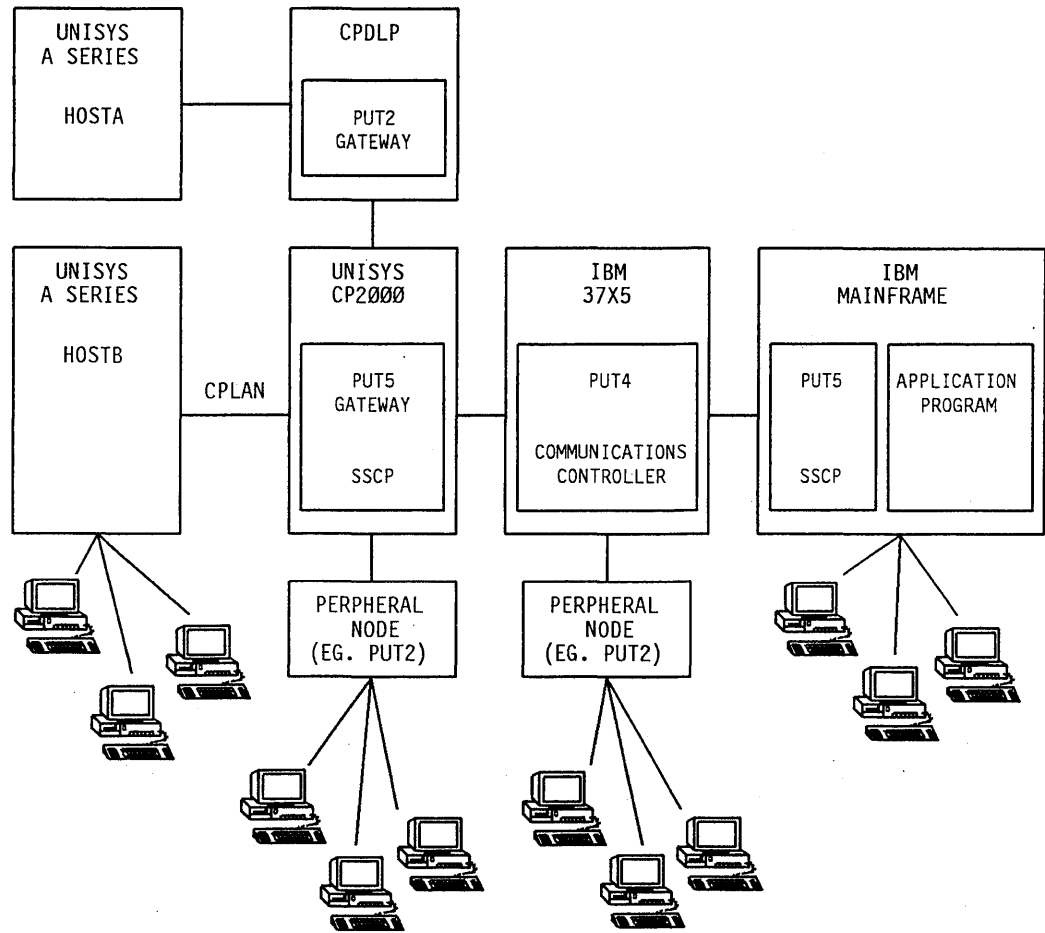 UNISYS
A SERIES
HOSTA
CPDLP
PUT2
GATEWAY
UNISYS
A SERIES
HOSTB
CPLAN
UNISYS
CP2000
PUT5
GATEWAY
SSCP
IBM
37X5
PUT4
COMMUNICATIONS
CONTROLLER
IBM
MAINFRAME
PUT5
SSCP
APPLICATION
PROGRAM
PERPHERAL
NODE
(EG. PUT2)
PERPHERAL
NODE
(EG. PUT2)